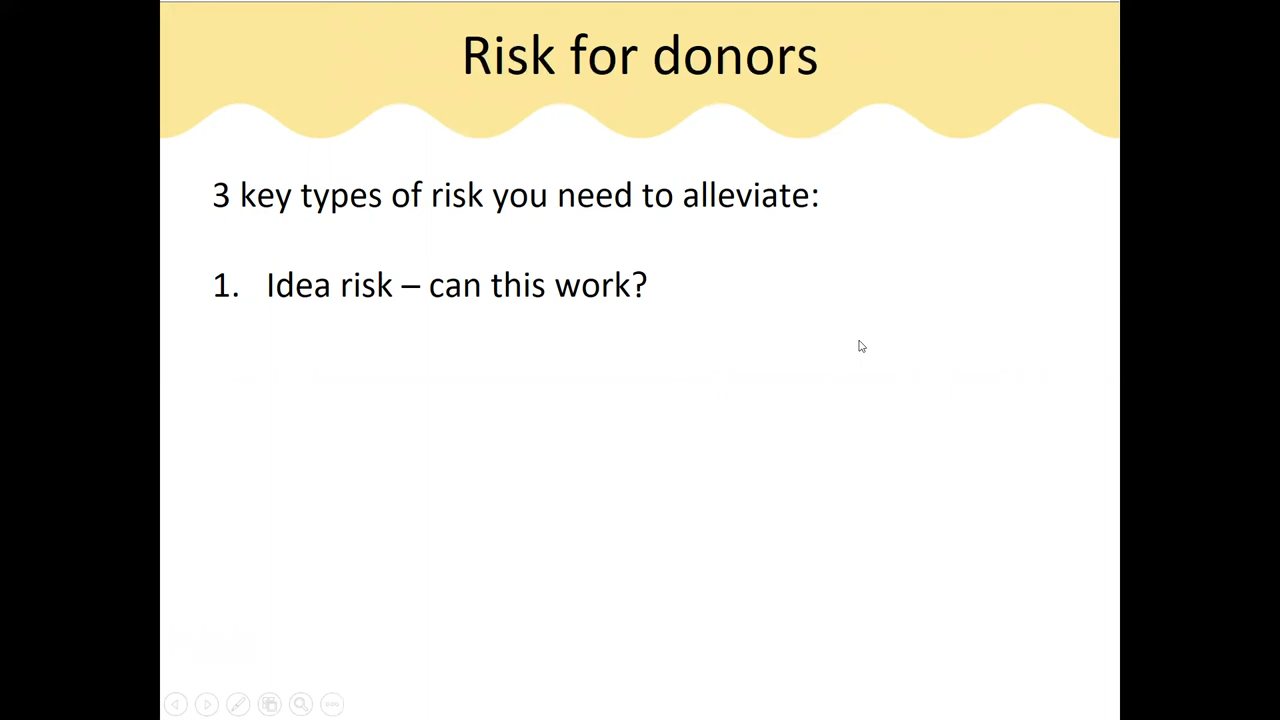 Risk for donors
3 key types of risk you need to alleviate:
1. Idea risk – can this work?